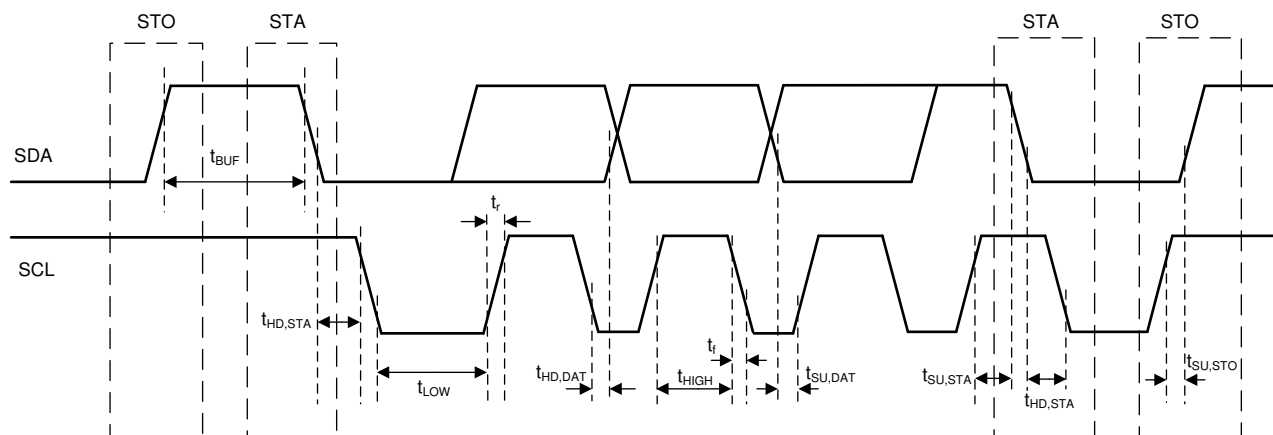 STO STA STA STO
SDA
tBUF
tr
SCL
tHD,STA
tLOW
tHD,DAT
tHIGH
tf
tSU,DAT
tSU,STA
tHD,STA
tSU,STO